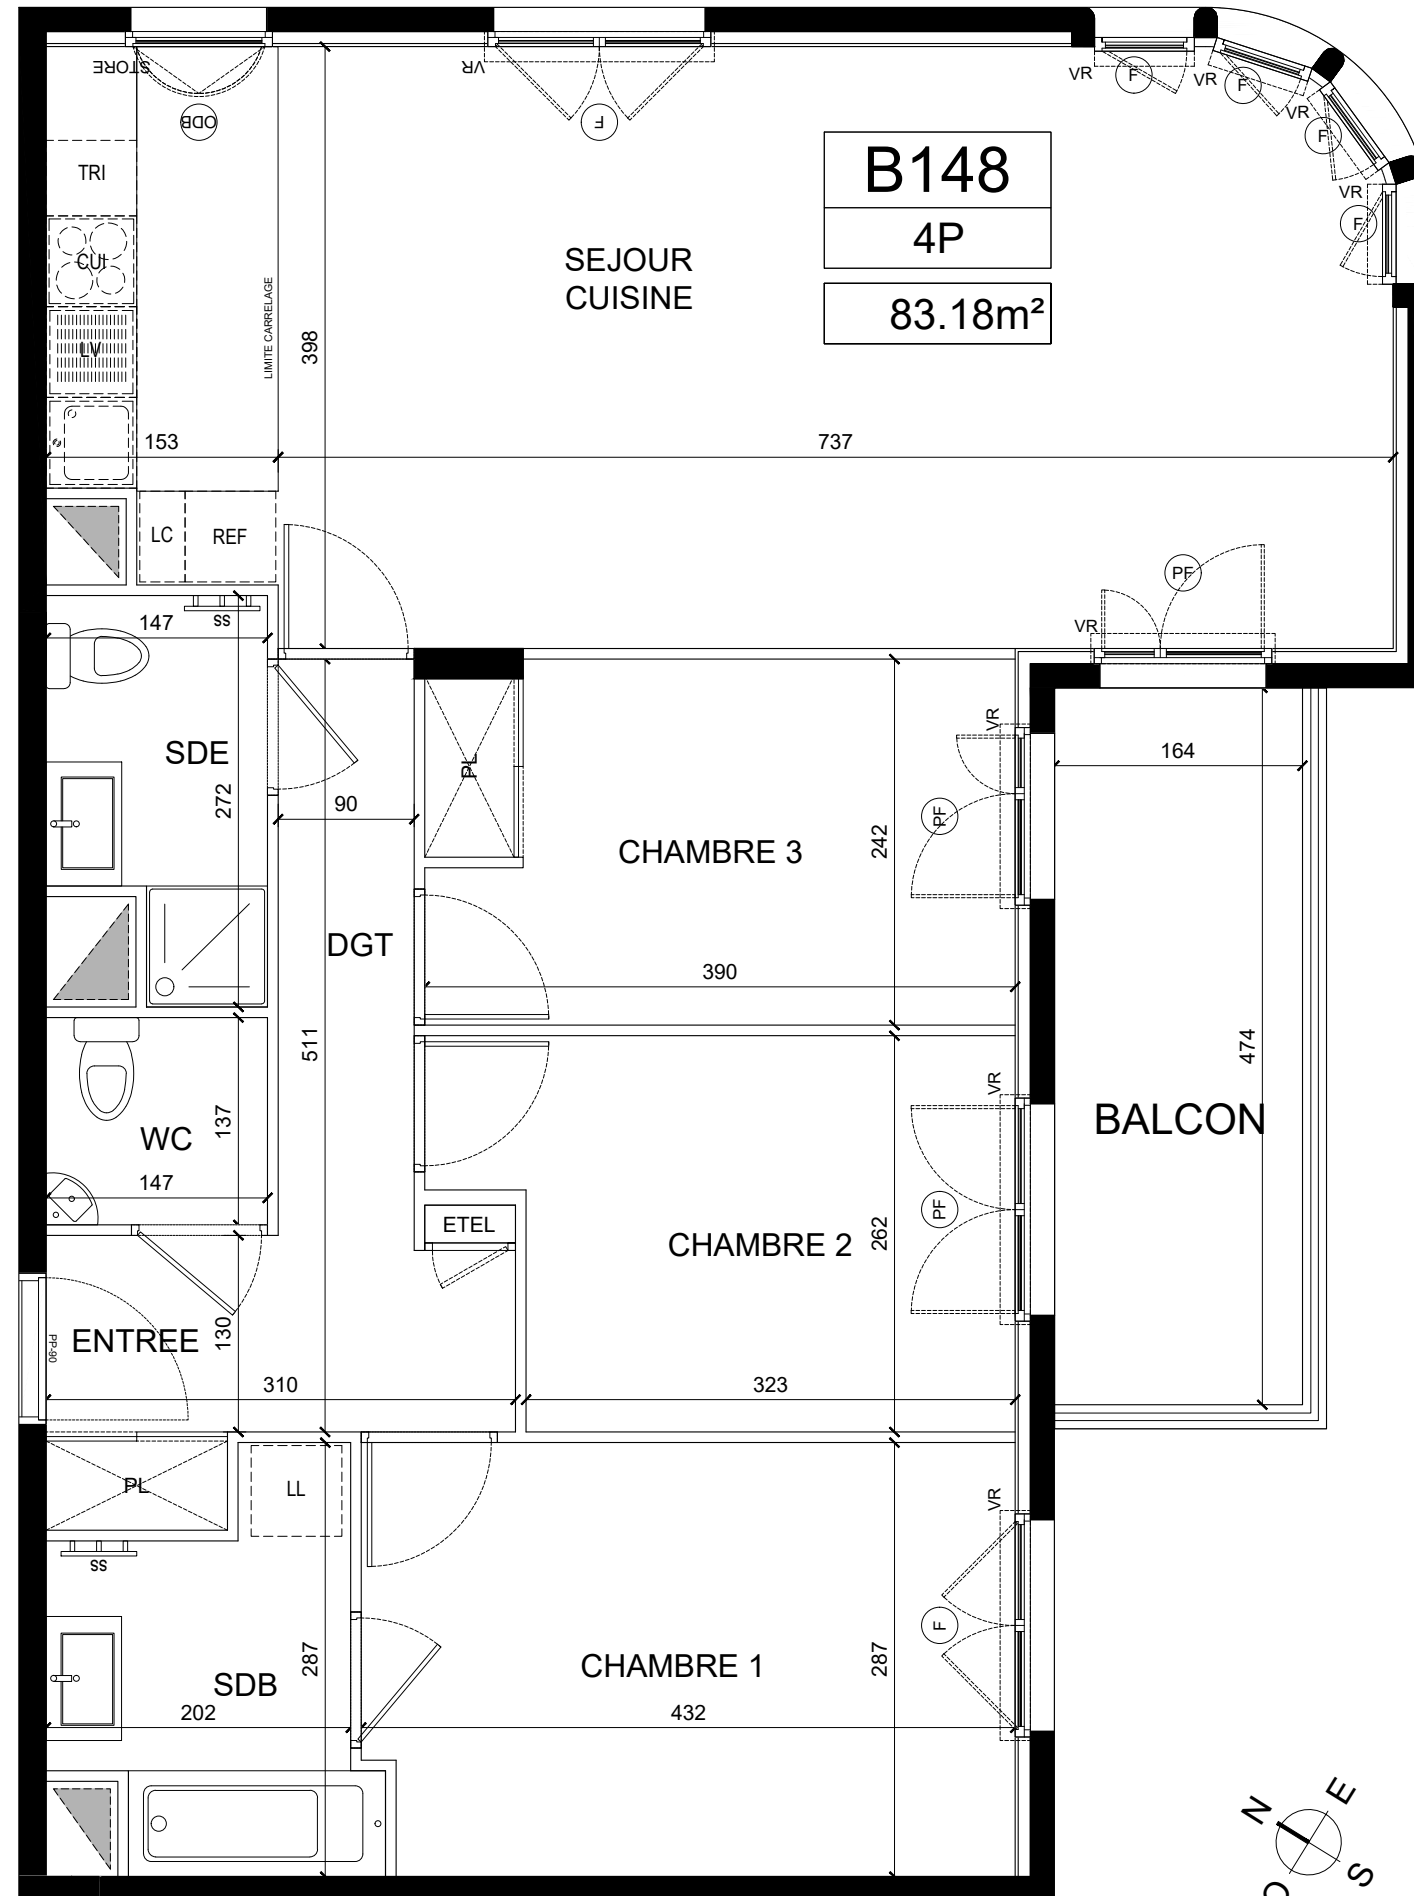 STORE
ODB
VR
F
VR
F
VR
F
VR
F
VR
F
B148
4P
83.18m²
TRI
CUI
LV
SEJOUR
CUISINE
LIMITE CARRELAGE
398
153
737
LC
REF
PF
VR
147
SS
SDE
272
90
PL
CHAMBRE 3
242
VR
PF
164
DGT
390
511
474
WC
137
147
VR
BALCON
ETEL
CHAMBRE 2
262
PF
ENTREE
PP-90
130
310
323
PL
LL
VR
SS
SDB
287
CHAMBRE 1
287
F
202
432
N
E
S
O